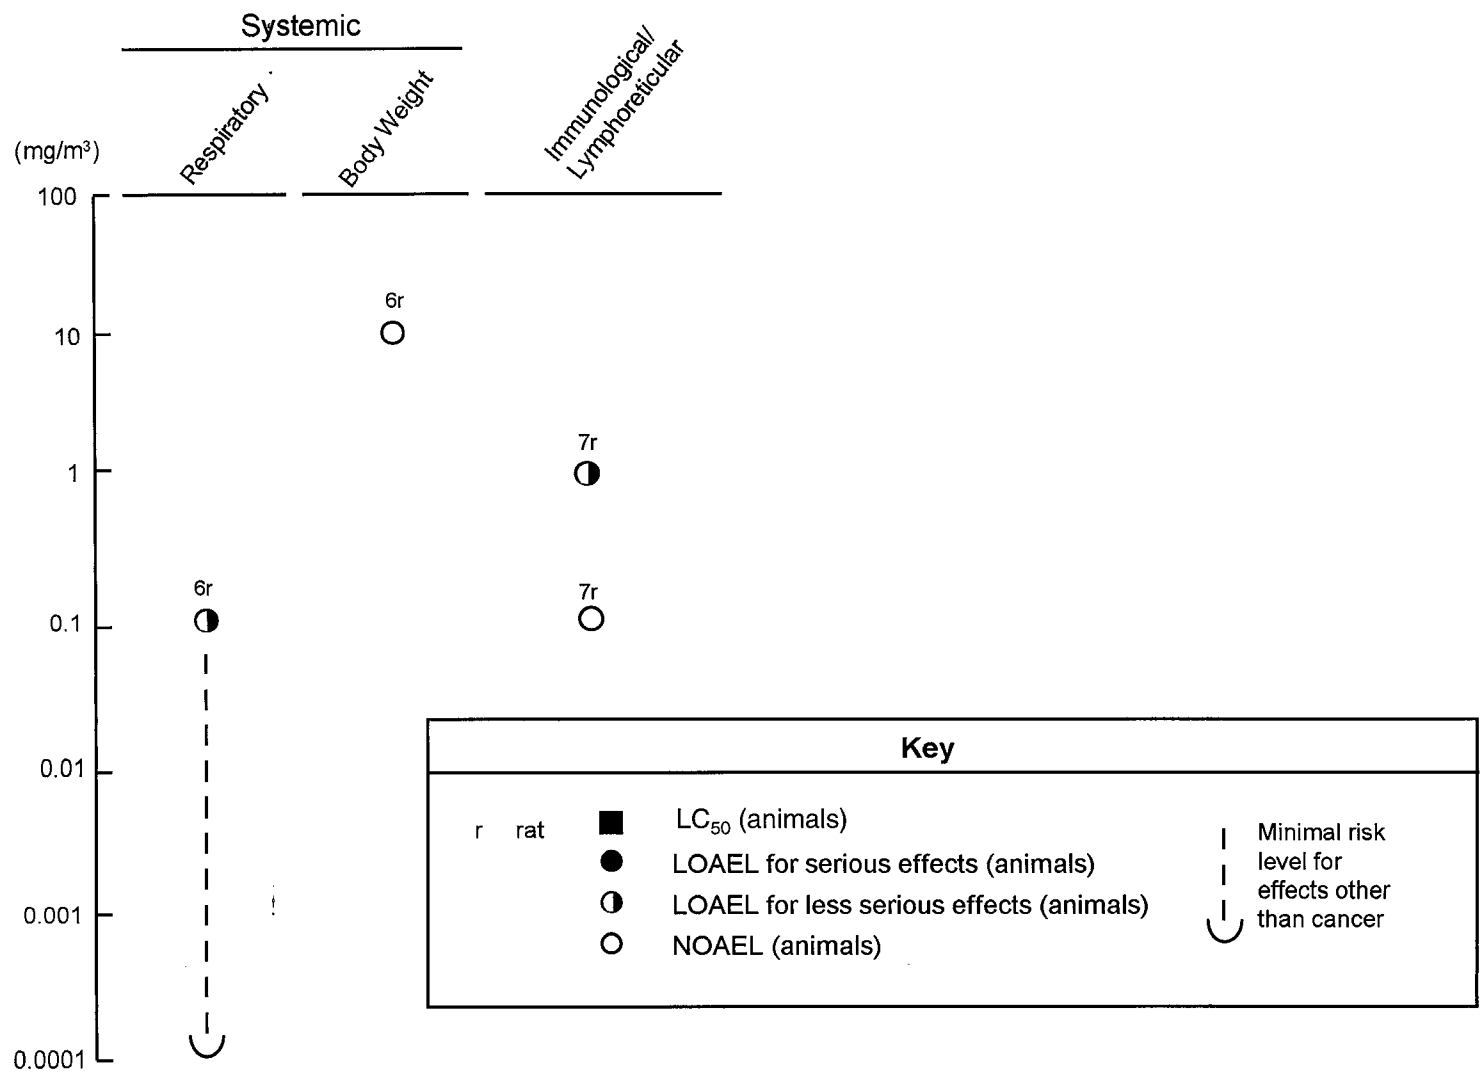 Systemic
Respiratory
Body Weight
Immunological/
Lymphoreticular
(mg/m³)
100
6r
10
7r
1
6r
7r
0.1
0.01
0.001
0.0001
Key
r rat
LC₅₀ (animals)
LOAEL for serious effects (animals)
LOAEL for less serious effects (animals)
NOAEL (animals)
Minimal risk
level for
effects other
than cancer